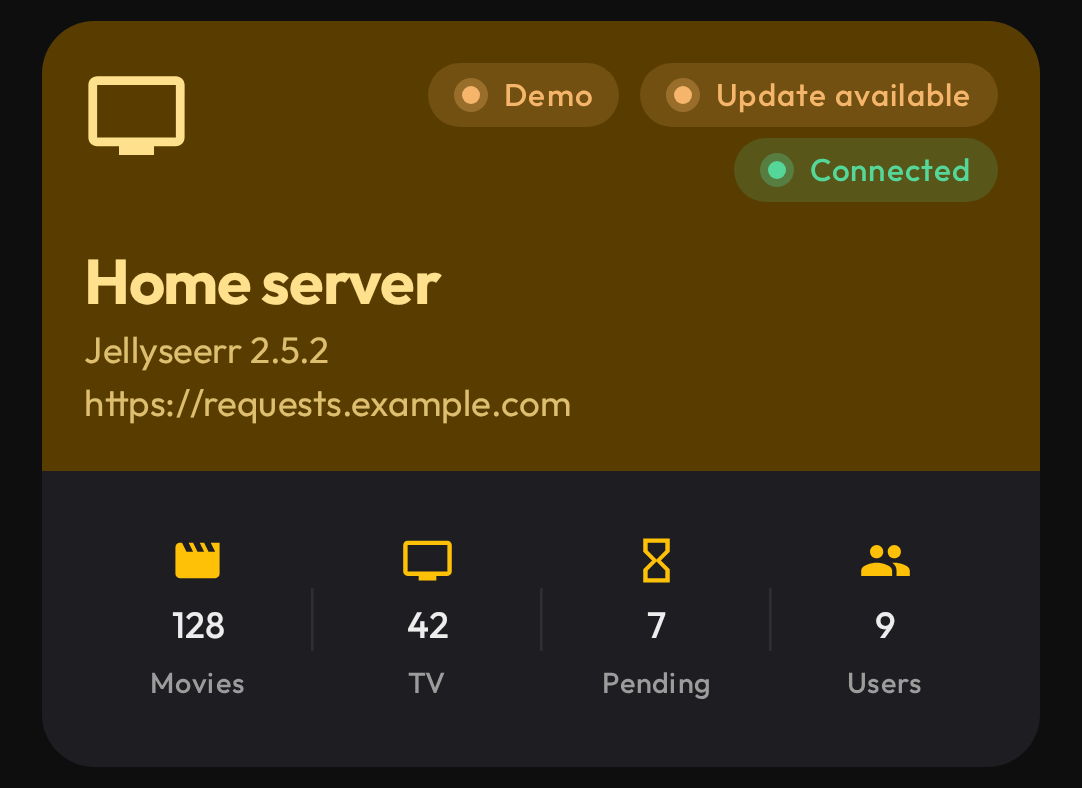 Demo
Update available
Connected
Home server
Jellyseerr 2.5.2
https://requests.example.com
128
42
7
9
Movies
TV
Pending
Users